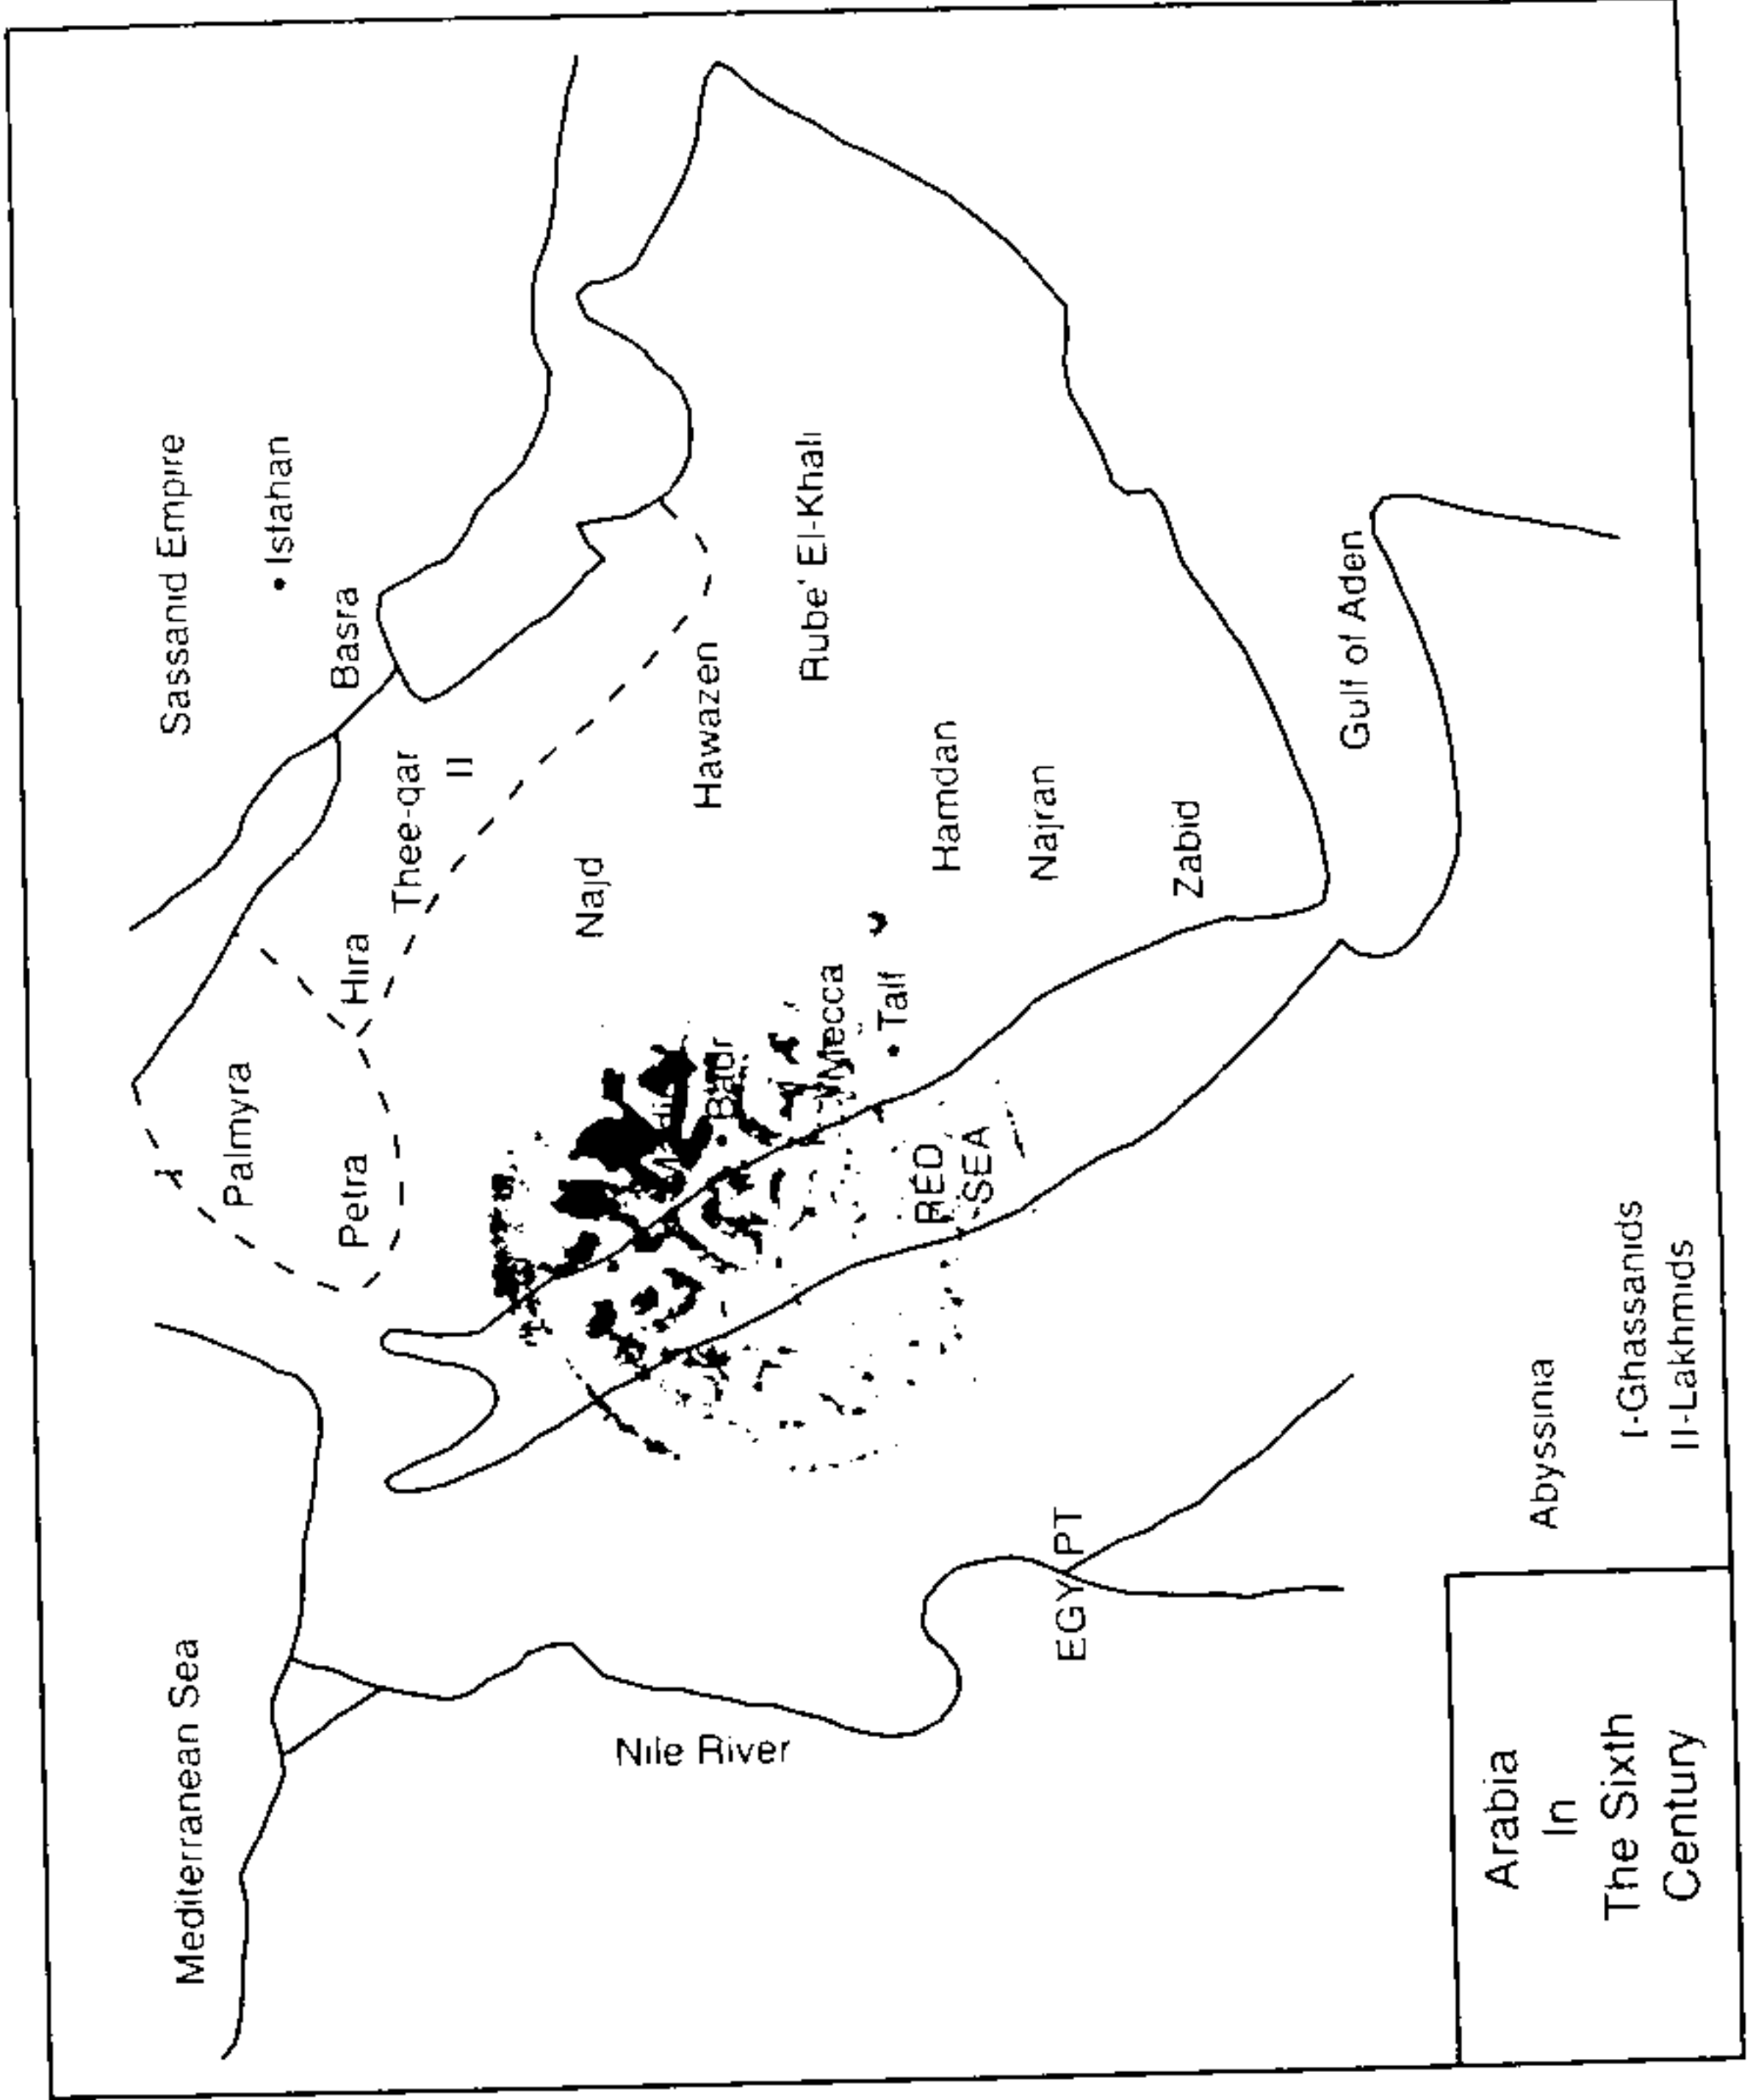 Mediterranean Sea
Palmyra
I
Petra
Hira
Thee-qar
II
Basra
Sassanid Empire
Isfahan
Najd
Hawazen
Rube' El-Khali
Badr
Mecca
Taif
Hamdan
Najran
Zabid
RED
SEA
Gulf of Aden
Nile River
EGYPT
Abyssinia
I-Ghassanids
II-Lakhmids
Arabia
In
The Sixth
Century